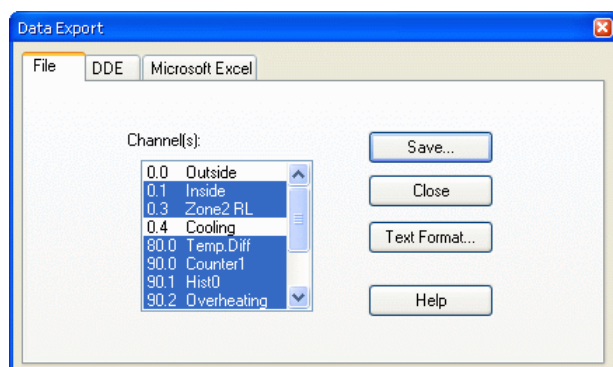 Data Export
File DDE Microsoft Excel
Channel(s):
0.0 Outside
0.1 Inside
0.3 Zone2 RL
0.4 Cooling
80.0 Temp.Diff
90.0 Counter1
90.1 Hist0
90.2 Overheating
Save...
Close
Text Format...
Help